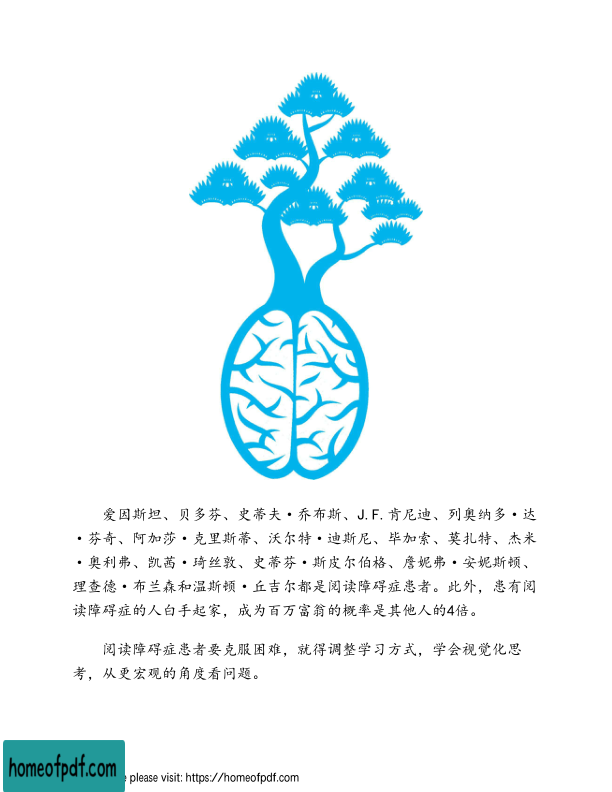 爱因斯坦、贝多芬、史蒂夫·乔布斯、J.F.肯尼迪、列奥纳多·达
·芬奇、阿加莎·克里斯蒂、沃尔特·迪斯尼、毕加索、莫扎特、杰米
·奥利弗、凯茜·琦丝敦、史蒂芬·斯皮尔伯格、詹妮弗·安妮斯顿、
理查德·布兰森和温斯顿·丘吉尔都是阅读障碍症患者。此外，患有阅
读障碍症的人白手起家，成为百万富翁的概率是其他人的4倍。
阅读障碍症患者要克服困难，就得调整学习方式，学会视觉化思
考，从更宏观的角度看问题。
homeofpdf.com
please visit: https://homeofpdf.com